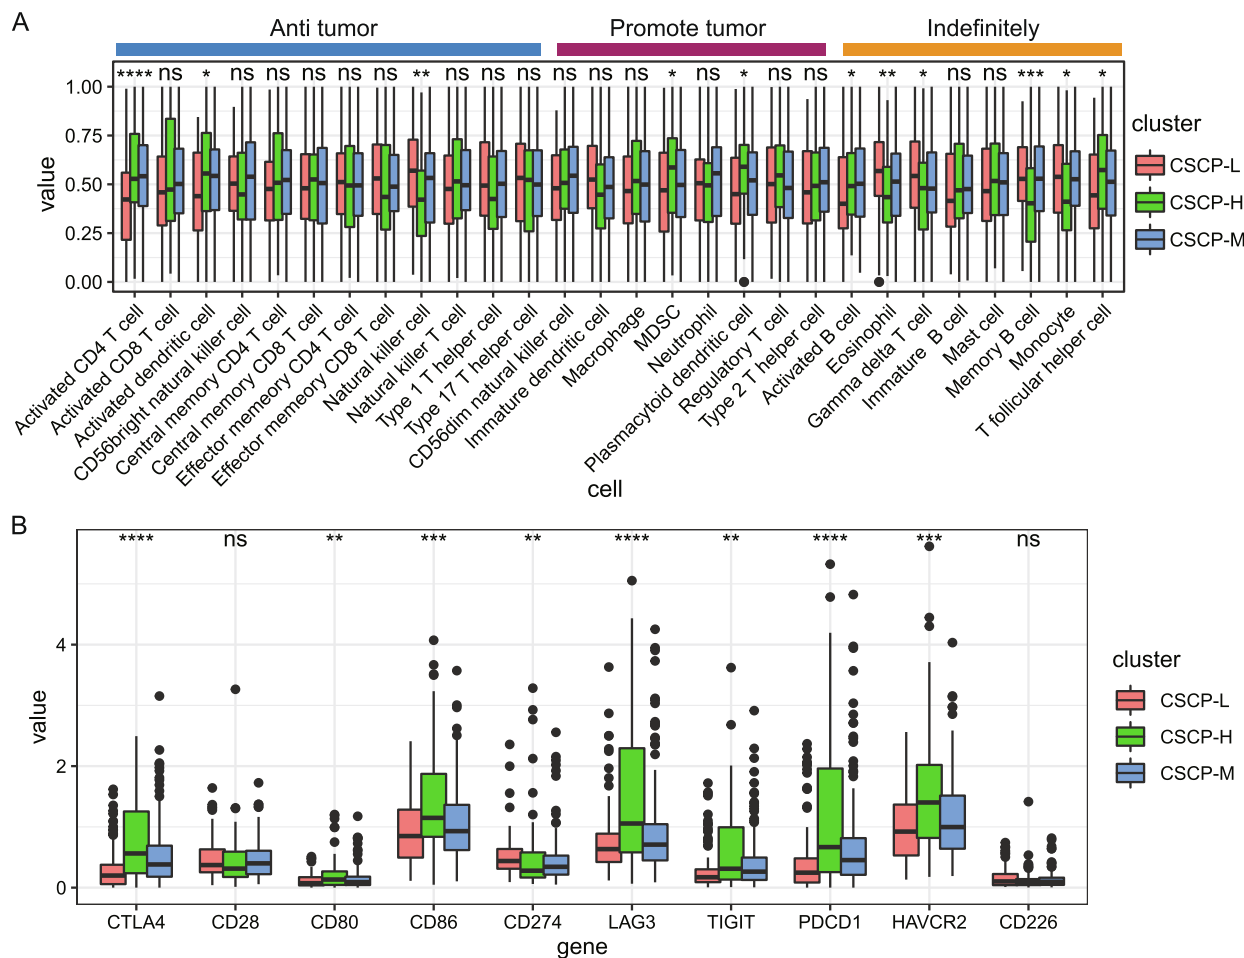 A
Anti tumor
Promote tumor
Indefinitely
**** ns * ns ns ns ns ns ** ns ns ns ns ns ns * ns * ns ns * ** * ns ns *** * *
1.00
0.75
0.50
0.25
0.00
value
Activated CD4 T cell
Activated CD8 T cell
Activated dendritic cell
CD56bright natural killer cell
Central memory CD4 T cell
Central memory CD8 T cell
Effector memeory CD4 T cell
Effector memeory CD8 T cell
Natural killer cell
Natural killer T cell
Type 1 T helper cell
Type 17 T helper cell
CD56dim natural killer cell
Immature dendritic cell
Macrophage
MDSC
Neutrophil
Plasmacytoid dendritic cell
Regulatory T cell
Type 2 T helper cell
Activated B cell
Eosinophil
Gamma delta T cell
Immature B cell
Mast cell
Memory B cell
Monocyte
T follicular helper cell
cell
cluster
CSCP-L
CSCP-H
CSCP-M
B
**** ns ** *** ** **** ** **** *** ns
4
2
0
value
CTLA4 CD28 CD80 CD86 CD274 LAG3 TIGIT PDCD1 HAVCR2 CD226
gene
cluster
CSCP-L
CSCP-H
CSCP-M